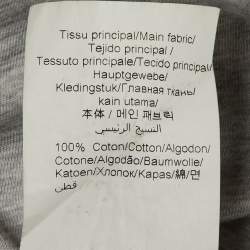 Tissu principal/Main fabric/
Tejido principal /
Tessuto principale/Tecido principal/
Hauptgewebe/
Kledingstuk/Главная ткань/
kain utama/
本体 / 메인 패브릭
النسيج الرئيسي
100% Coton/Cotton/Algodon/
Cotone/Algodão/Baumwolle/
Katoen/Хлопок/Kapas/綿/면
قطن